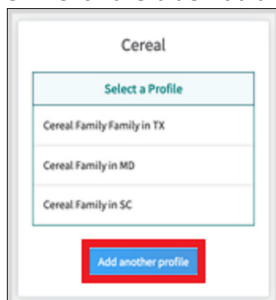 Cereal
Select a Profile
Cereal Family Family in TX
Cereal Family in MD
Cereal Family in SC
Add another profile